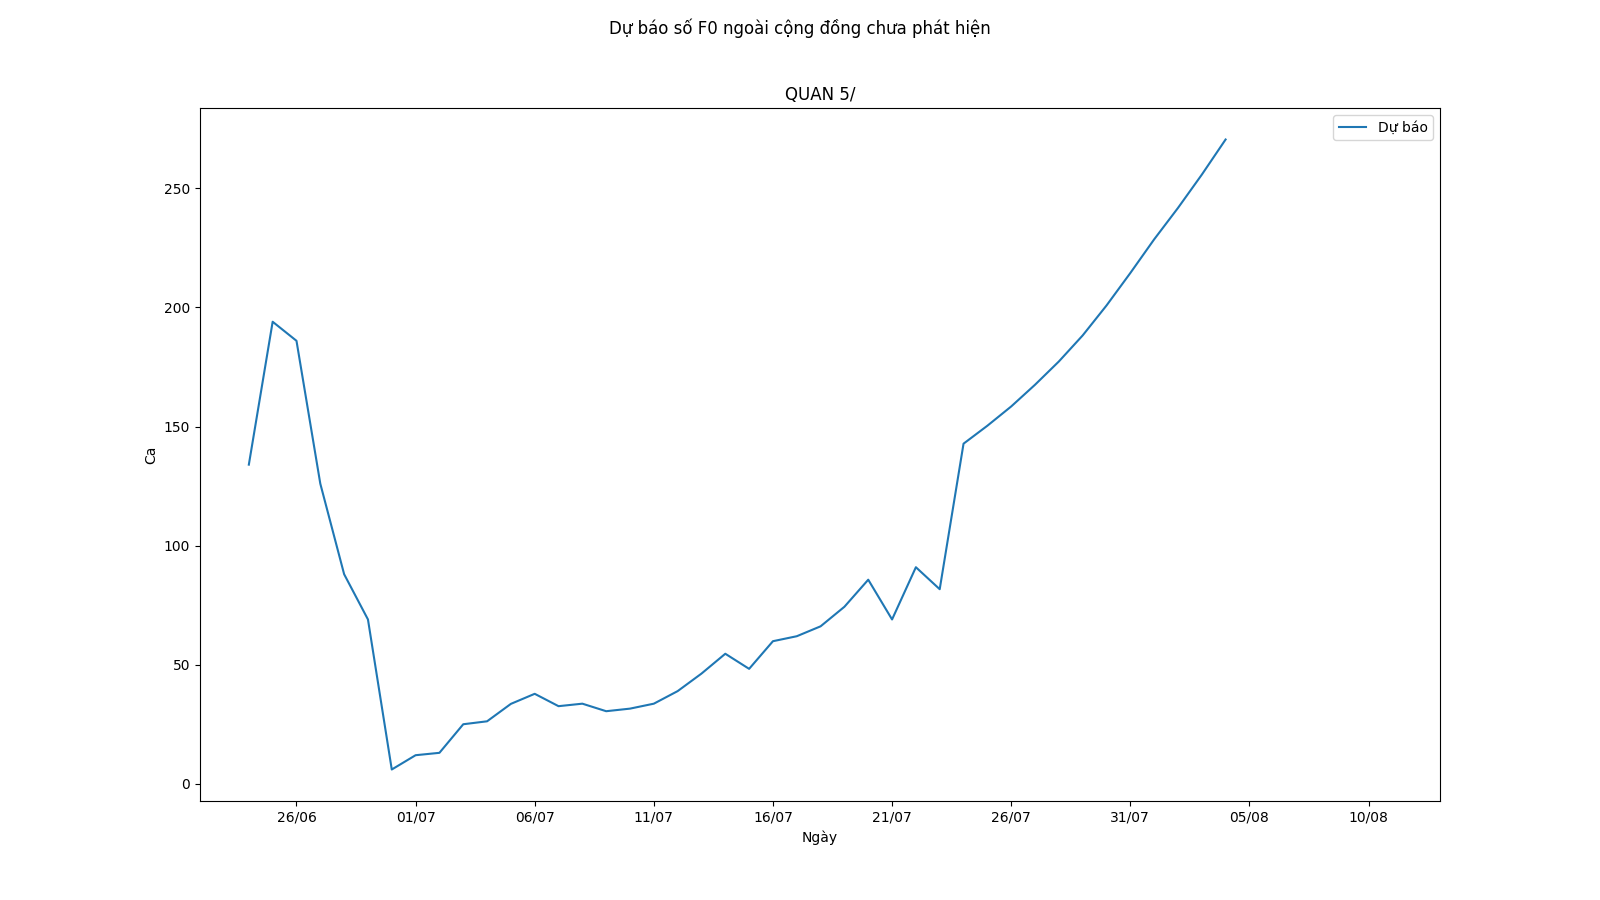 Dự báo số F0 ngoài cộng đồng chưa phát hiện
QUAN 5/
Dự báo
250
200
150
100
50
0
Ca
26/06 01/07 06/07 11/07 16/07 21/07 26/07 31/07 05/08 10/08
Ngày